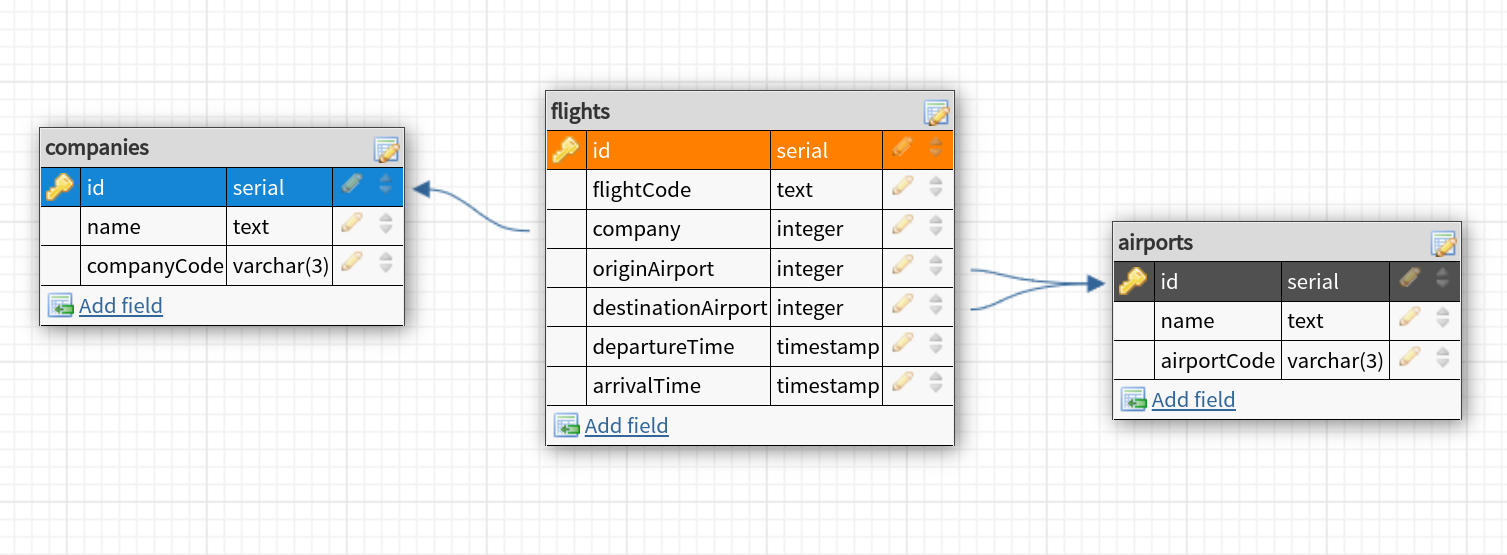 companies
id serial
name text
companyCode varchar(3)
Add field
flights
id serial
flightCode text
company integer
originAirport integer
destinationAirport integer
departureTime timestamp
arrivalTime timestamp
Add field
airports
id serial
name text
airportCode varchar(3)
Add field